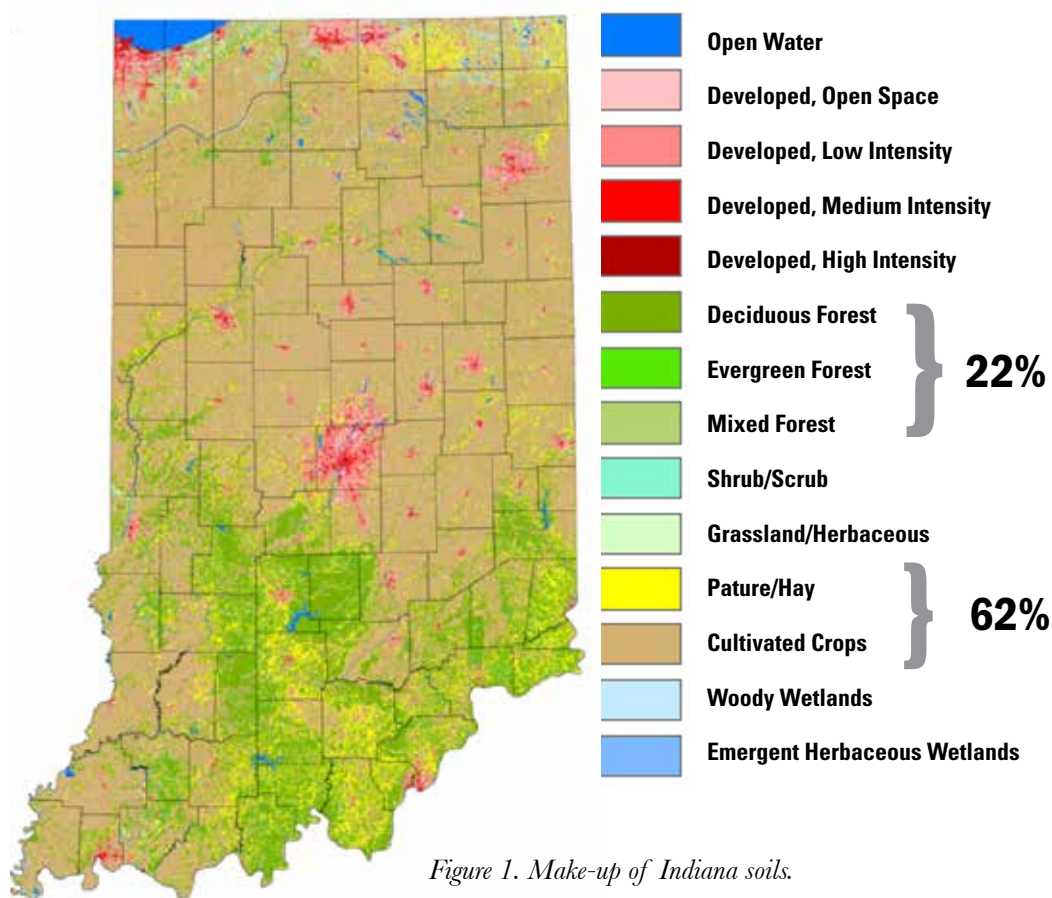 Open Water
Developed, Open Space
Developed, Low Intensity
Developed, Medium Intensity
Developed, High Intensity
Deciduous Forest
Evergreen Forest
22%
Mixed Forest
Shrub/Scrub
Grassland/Herbaceous
Pature/Hay
62%
Cultivated Crops
Woody Wetlands
Emergent Herbaceous Wetlands
Figure 1. Make-up of Indiana soils.